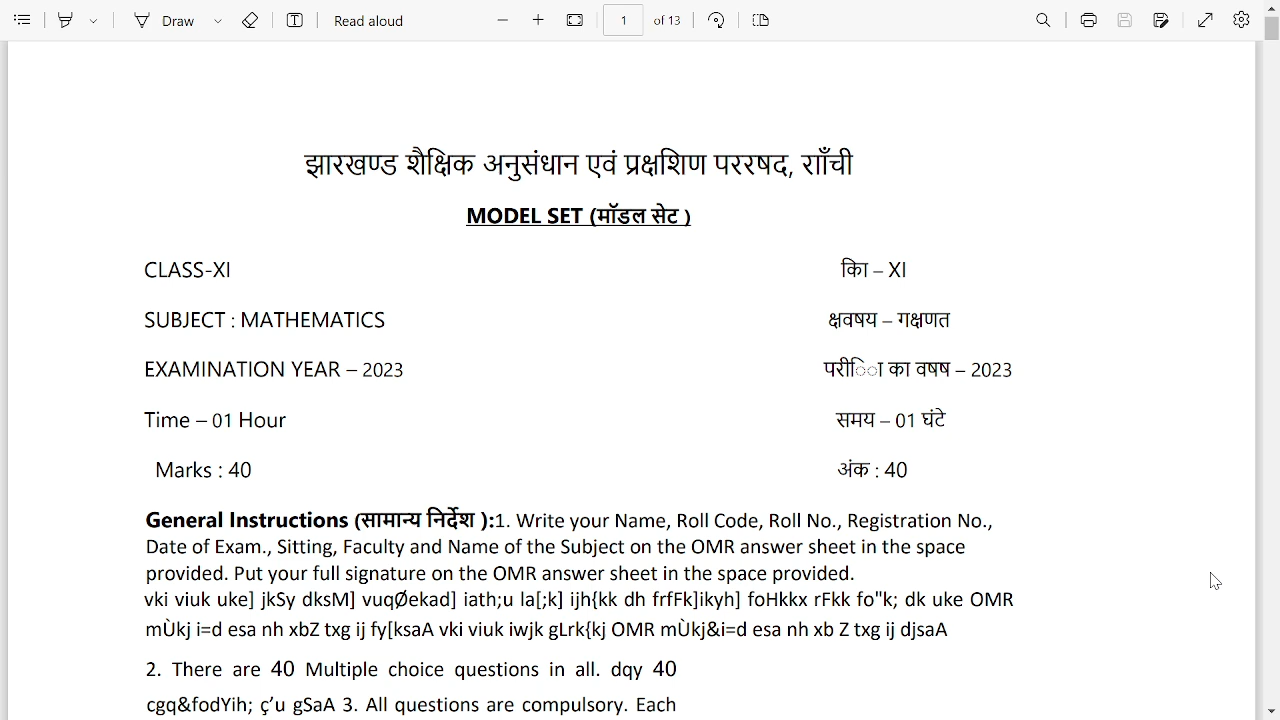 Draw
Read aloud
1 of 13
झारखण्ड शैक्षिक अनुसंधान एवं प्रक्षशिण पररषद, रााँची
MODEL SET (मॉडल सेट )
CLASS-XI किा – XI
SUBJECT : MATHEMATICS क्षवषय – गक्षणत
EXAMINATION YEAR – 2023 परीिंंा का वषष – 2023
Time – 01 Hour समय – 01 घंटे
Marks : 40 अंक : 40
General Instructions (सामान्य निर्देश ):1. Write your Name, Roll Code, Roll No., Registration No.,
Date of Exam., Sitting, Faculty and Name of the Subject on the OMR answer sheet in the space
provided. Put your full signature on the OMR answer sheet in the space provided.
vki viuk uke] jkSy dksM] vuqØekad] iath;u la[;k] ijh{kk dh frfFk]ikyh] foHkkx rFkk fo"k; dk uke OMR
mÙkj i=d esa nh xbZ txg ij fy[ksaA vki viuk iwjk gLrk{kj OMR mÙkj&i=d esa nh xb Z txg ij djsaA
2. There are 40 Multiple choice questions in all. dqy 40
cgq&fodYih; ç’u gSaA 3. All questions are compulsory. Each